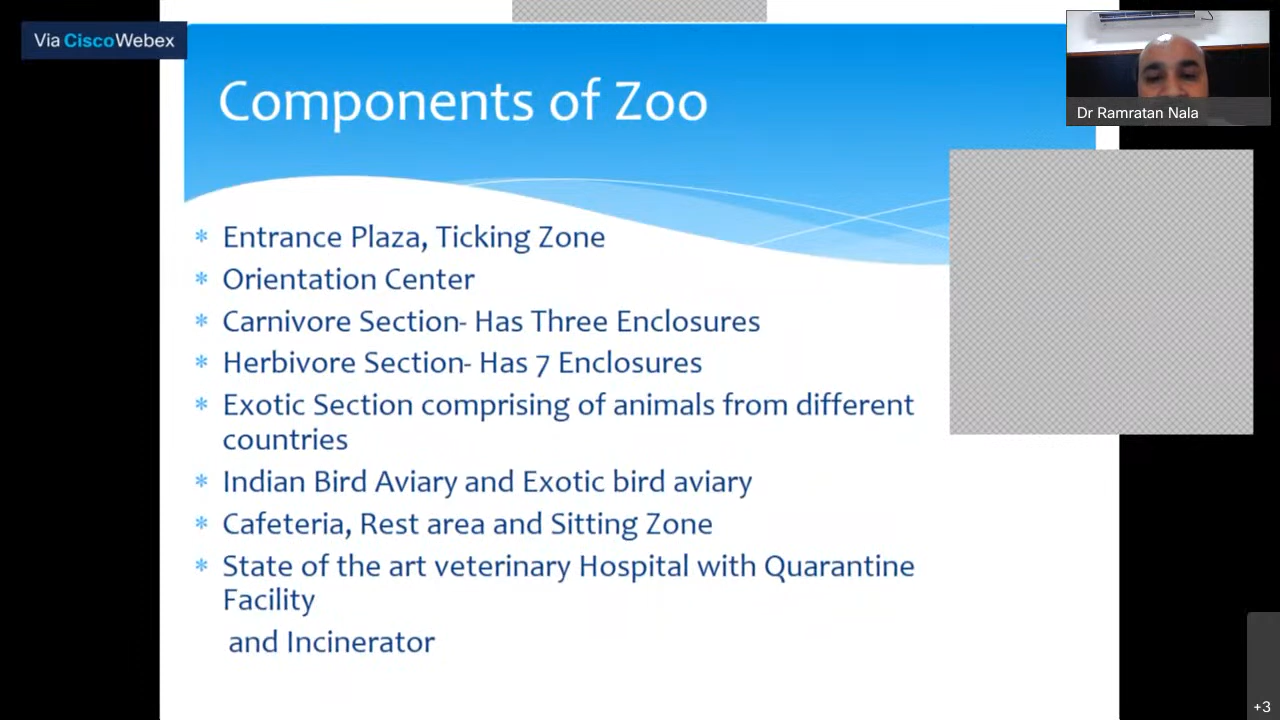 Via Cisco Webex
Components of Zoo
Dr Ramratan Nala
* Entrance Plaza, Ticking Zone
* Orientation Center
* Carnivore Section- Has Three Enclosures
* Herbivore Section- Has 7 Enclosures
* Exotic Section comprising of animals from different
countries
* Indian Bird Aviary and Exotic bird aviary
* Cafeteria, Rest area and Sitting Zone
* State of the art veterinary Hospital with Quarantine
Facility
and Incinerator
+3